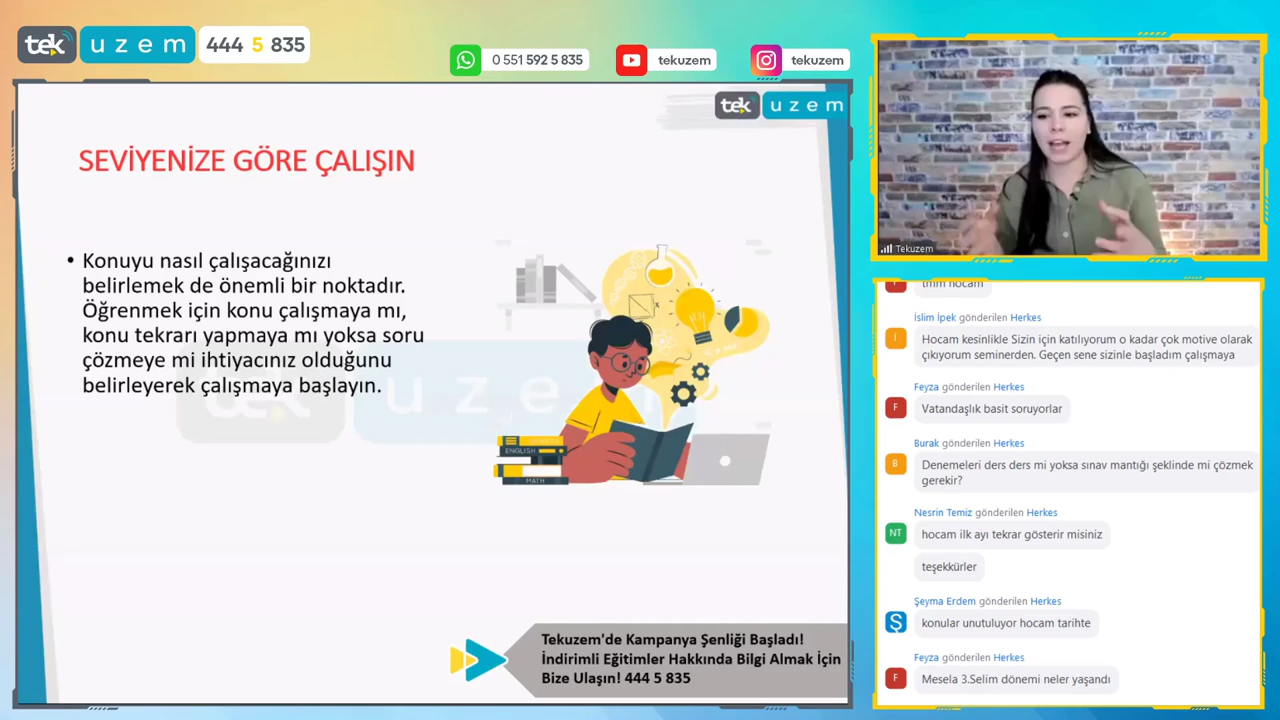 tek uzem 444 5 835
0 551 592 5 835
tekuzem
tekuzem
tek uzem
SEVİYENİZE GÖRE ÇALIŞIN
• Konuyu nasıl çalışacağınızı
belirlemek de önemli bir noktadır.
Öğrenmek için konu çalışmaya mı,
konu tekrarı yapmaya mı yoksa soru
çözmeye mi ihtiyacınız olduğunu
belirleyerek çalışmaya başlayın.
tek uzem
ENGLISH
MATH
Tekuzem'de Kampanya Şenliği Başladı!
İndirimli Eğitimler Hakkında Bilgi Almak İçin
Bize Ulaşın! 444 5 835
Tekuzem
tmm hocam
İslim İpek gönderilen Herkes
I
Hocam kesinlikle Sizin için katılıyorum o kadar çok motive olarak
çıkıyorum seminerden. Geçen sene sizinle başladım çalışmaya
Feyza gönderilen Herkes
F
Vatandaşlık basit soruyorlar
Burak gönderilen Herkes
B
Denemeleri ders ders mi yoksa sınav mantığı şeklinde mi çözmek
gerekir?
Nesrin Temiz gönderilen Herkes
NT
hocam ilk ayı tekrar gösterir misiniz
teşekkürler
Şeyma Erdem gönderilen Herkes
Ş
konular unutuluyor hocam tarihte
Feyza gönderilen Herkes
F
Mesela 3.Selim dönemi neler yaşandı